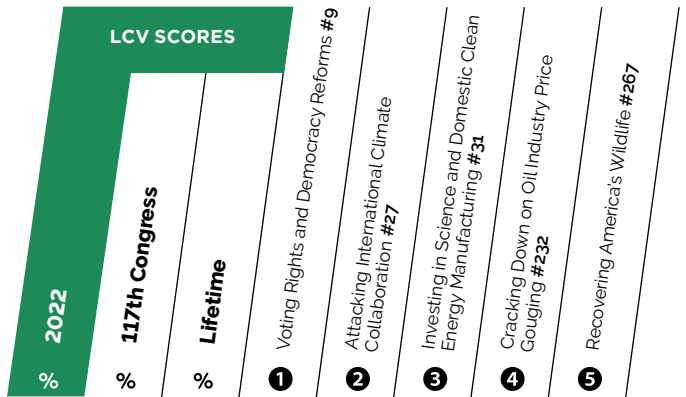 LCV SCORES
2022
%
117th Congress
%
Lifetime
%
Voting Rights and Democracy Reforms #9
1
Attacking International Climate
Collaboration #27
2
Investing in Science and Domestic Clean
Energy Manufacturing #31
3
Cracking Down on Oil Industry Price
Gouging #232
4
Recovering America's Wildlife #267
5